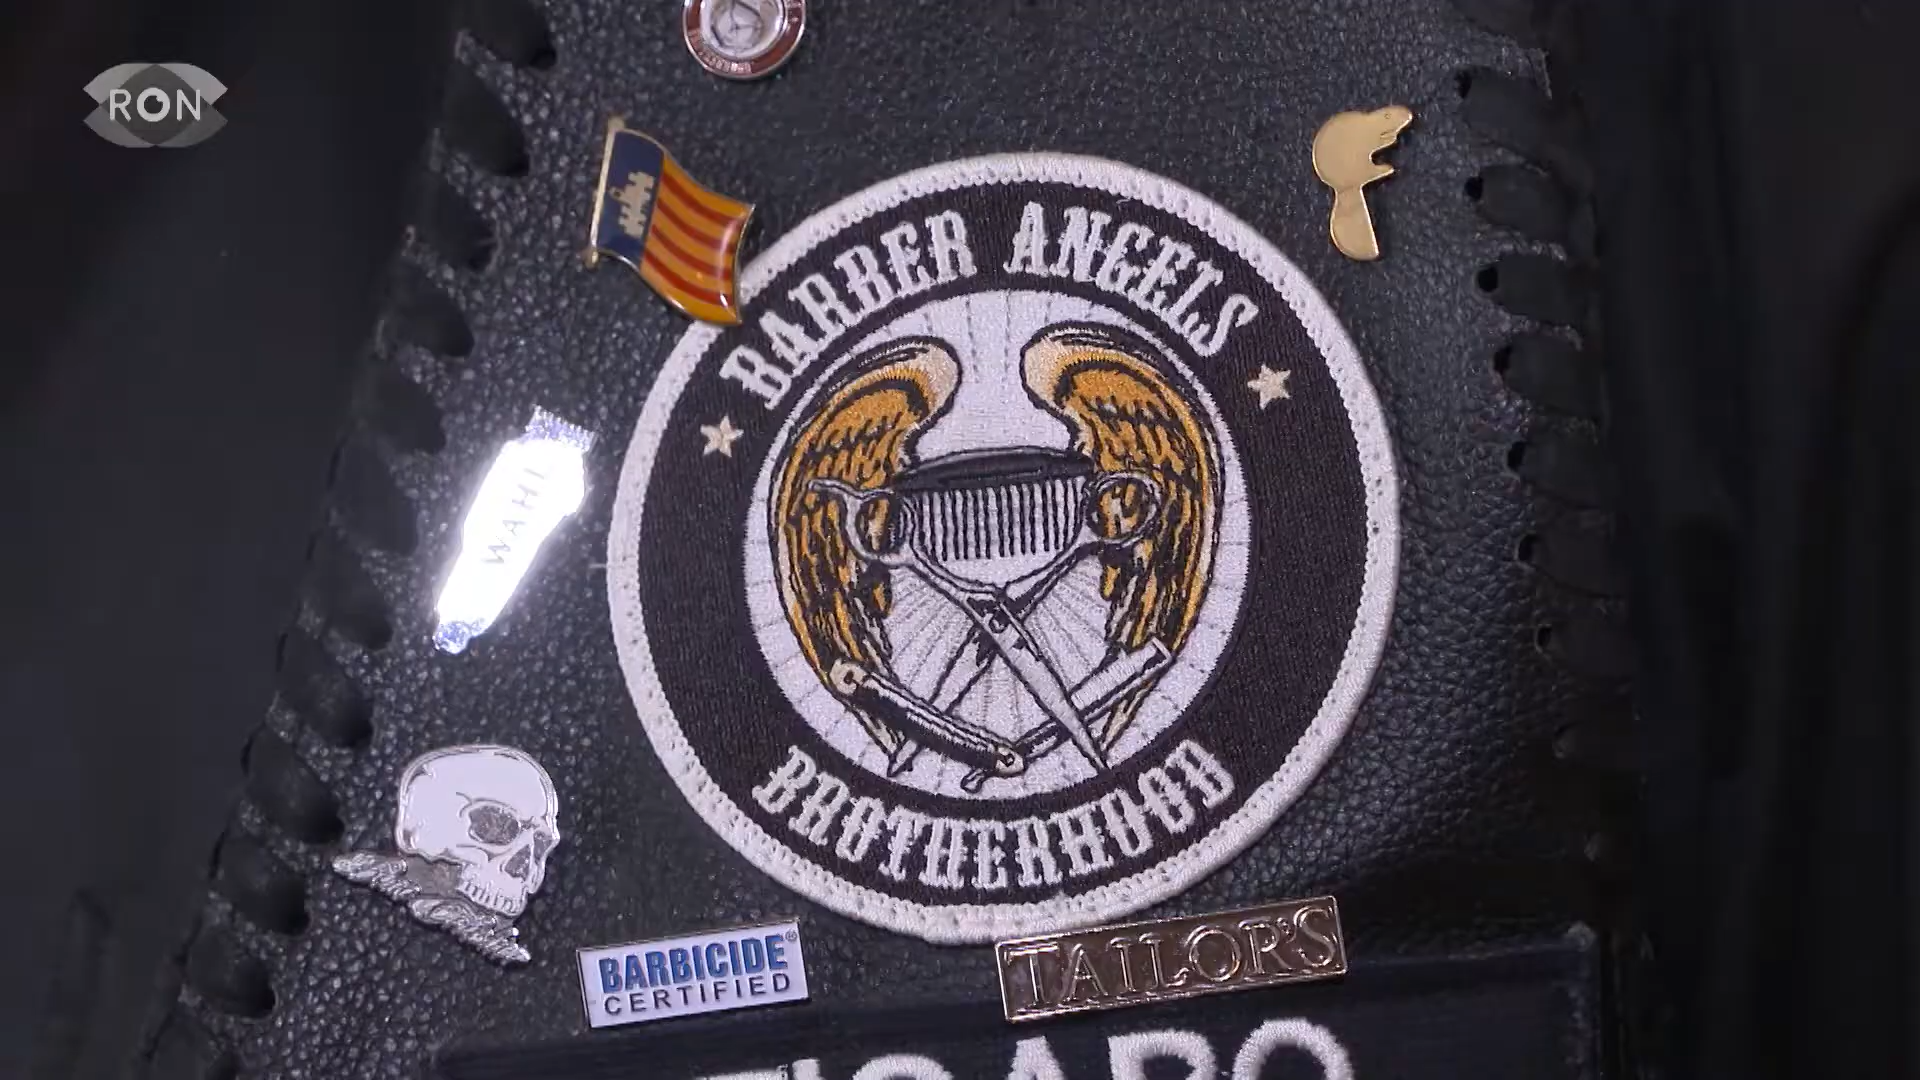 RON
BARBER ANGELS
WAHL
BROTHERHOOD
BARBICIDE®
CERTIFIED
TAILOR'S